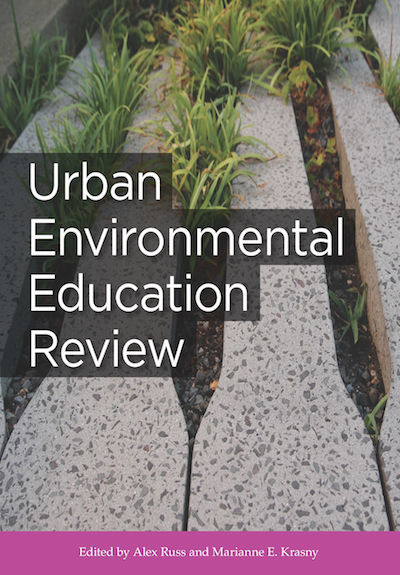 Urban
Environmental
Education
Review
Edited by Alex Russ and Marianne E. Krasny